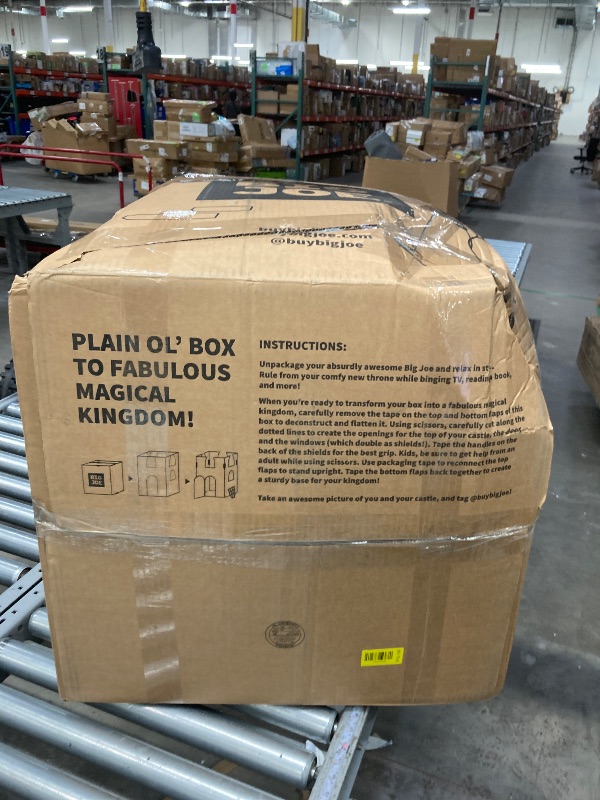 buybigjoe.com
@buybigjoe
PLAIN OL' BOX
TO FABULOUS
MAGICAL
KINGDOM!
BIG
JOE
INSTRUCTIONS:
Unpackage your absurdly awesome Big Joe and relax in
Rule from your comfy new throne while binging TV, reading book,
and more!
When you're ready to transform your box into a fabulous magical
kingdom, carefully remove the tape on the top and bottom laps of this
box to deconstruct and flatten it. Using scissors, carefully cut along the
dotted lines to create the openings for the top of your castle, the door,
and the windows (which double as shields!). Tape the handles on the
back of the shields for the best grip. Kids, be sure to get help from an
adult while using scissors. Use packaging tape to reconnect the top
flaps to stand upright. Tape the bottom flaps back together to create
a sturdy base for your kingdom!
Take an awesome picture of you and your castle, and tag @buybigjoe!